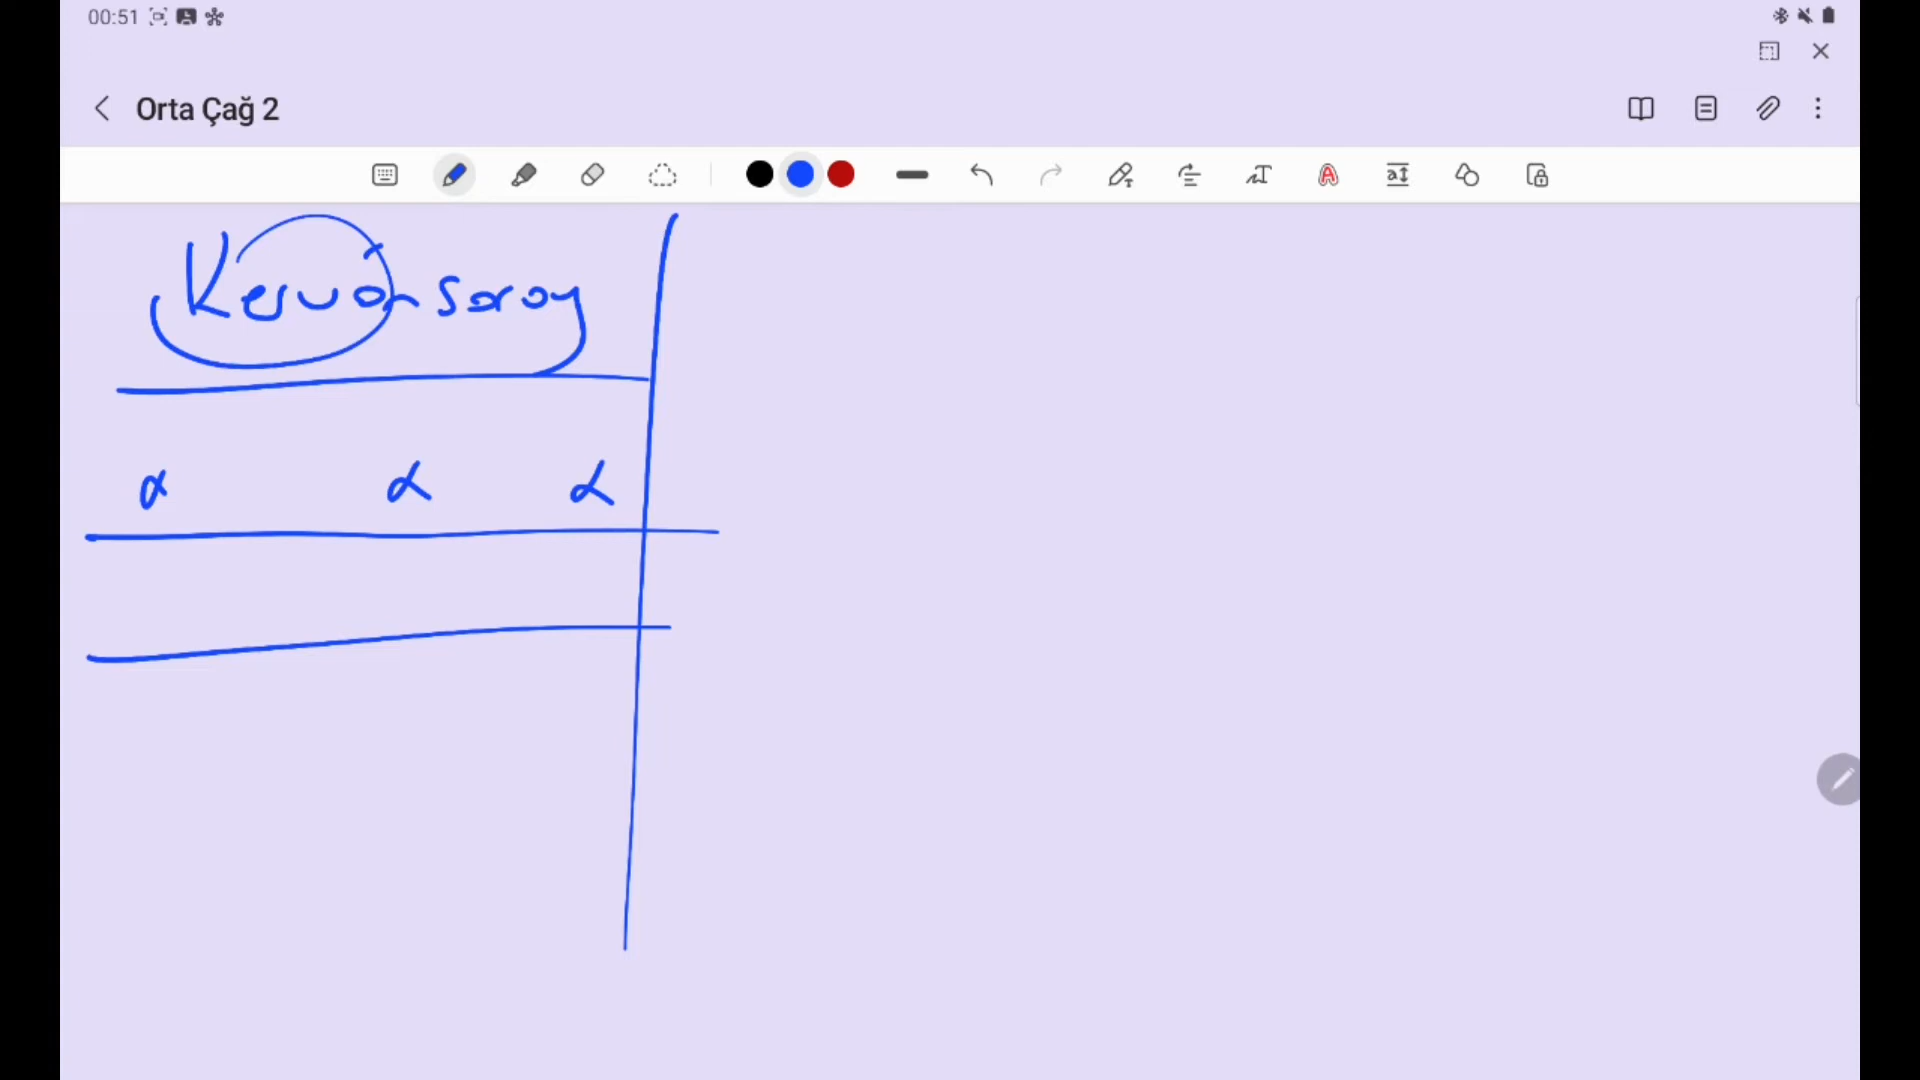 00:51
Orta Çağ 2
Kervansaray
α α α